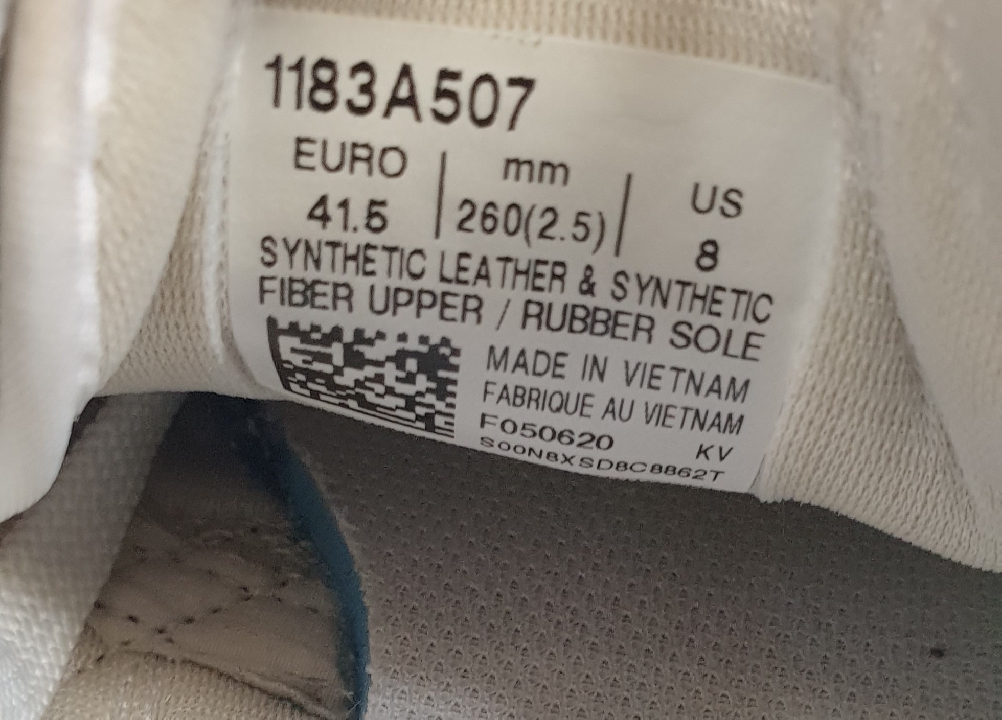 1183A507
EURO | mm | US
41.5 | 260(2.5) | 8
SYNTHETIC LEATHER & SYNTHETIC
FIBER UPPER / RUBBER SOLE
MADE IN VIETNAM
FABRIQUE AU VIETNAM
F050620 KV
S00N8XSD8C8862T